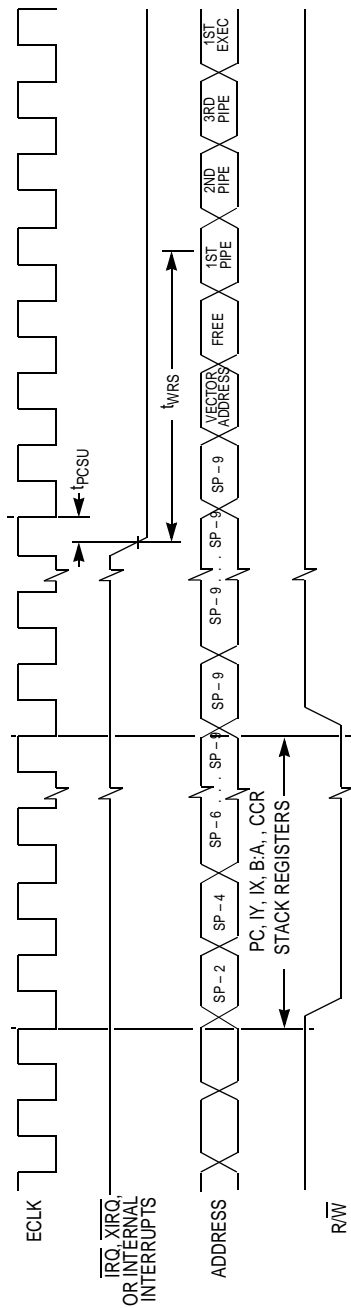 ECLK
tPCSU
IRQ, XIRQ,
OR INTERNAL
INTERRUPTS
tWRS
ADDRESS
SP – 2
SP – 4
SP – 6 . . . SP – 9
SP – 9
SP – 9 . . . SP – 9
SP – 9
VECTOR
ADDRESS
FREE
1ST
PIPE
2ND
PIPE
3RD
PIPE
1ST
EXEC
PC, IY, IX, B:A, , CCR
STACK REGISTERS
R/W